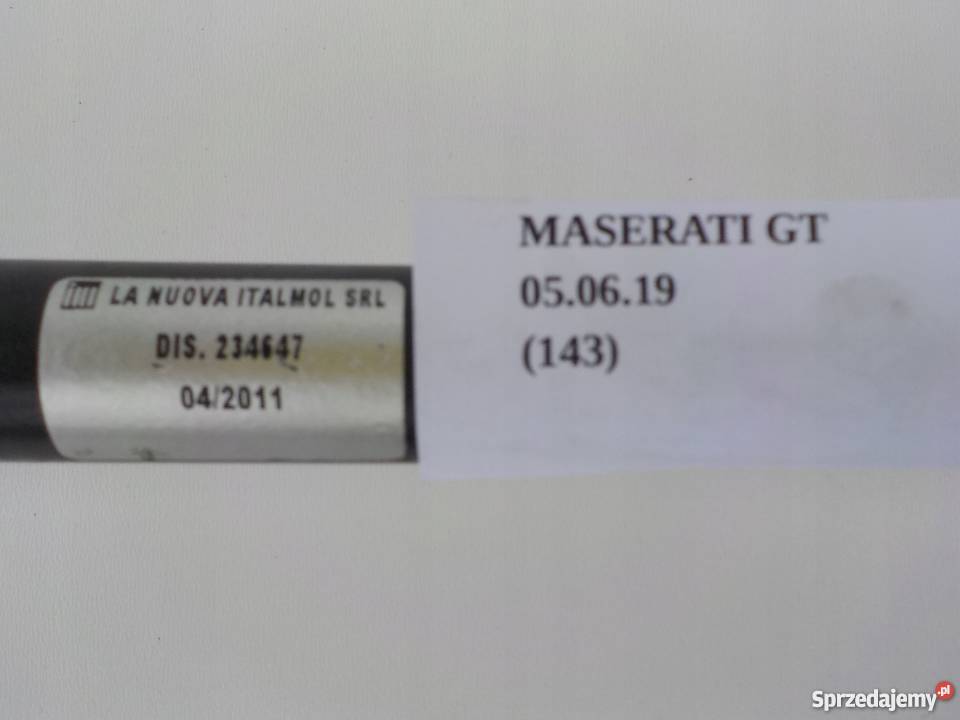 LA NUOVA ITALMOL SRL
DIS. 234647
04/2011
MASERATI GT
05.06.19
(143)
Sprzedajemy.pl